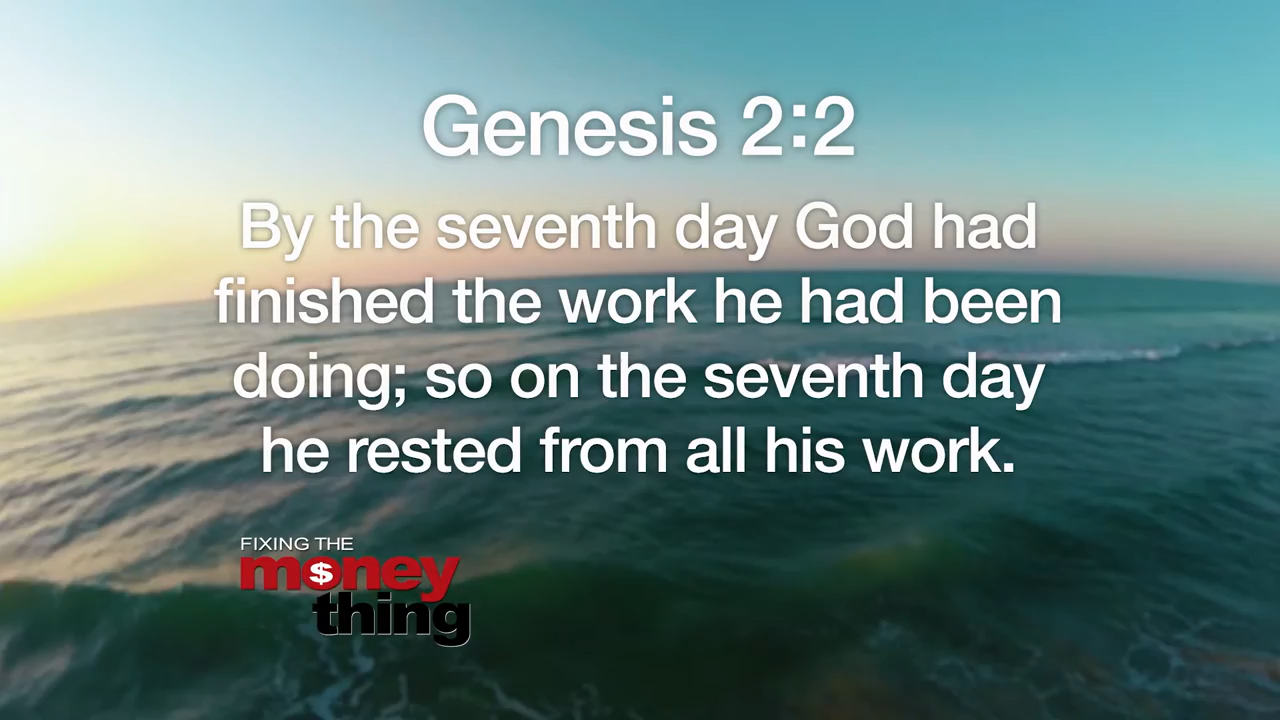 Genesis 2:2
By the seventh day God had
finished the work he had been
doing; so on the seventh day
he rested from all his work.
FIXING THE
money
thing